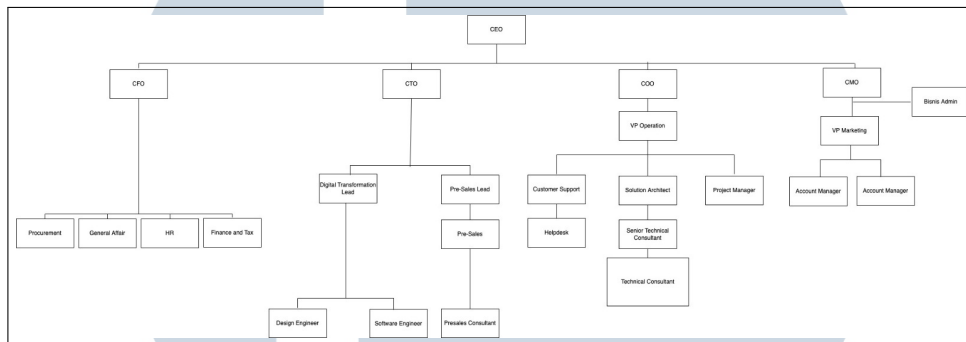 CEO
CFO
CTO
COO
CMO
Bisnis Admin
VP Operation
VP Marketing
Digital Transformation
Lead
Pre-Sales Lead
Customer Support
Solution Architect
Project Manager
Account Manager
Account Manager
Procurement
General Affair
HR
Finance and Tax
Pre-Sales
Helpdesk
Senior Technical
Consultant
Technical Consultant
Design Engineer
Software Engineer
Presales Consultant